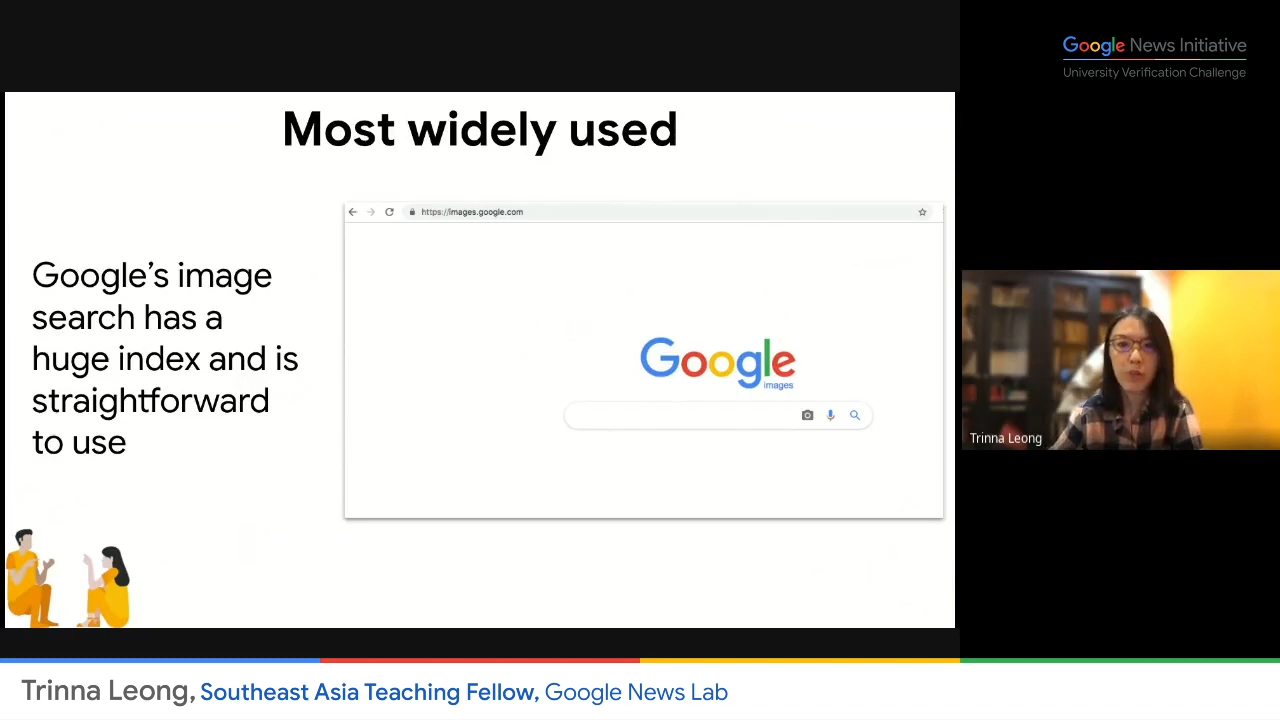 Google News Initiative
University Verification Challenge
Most widely used
https://images.google.com
Google's image
search has a
huge index and is
straightforward
to use
Google
images
Trinna Leong
Trinna Leong, Southeast Asia Teaching Fellow, Google News Lab